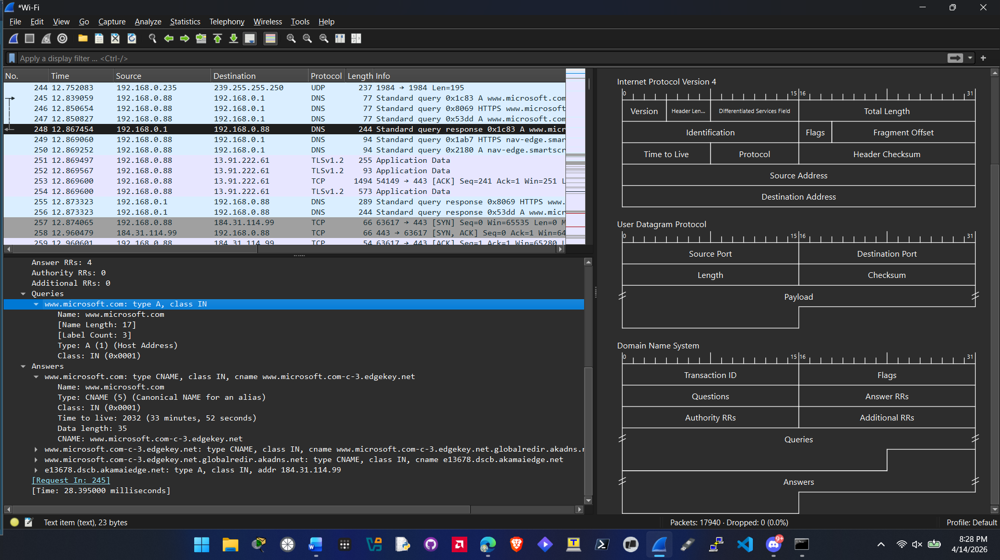 *Wi-Fi
File Edit View Go Capture Analyze Statistics Telephony Wireless Tools Help
Apply a display filter ... <Ctrl-/>
No. Time Source Destination Protocol Length Info
244 12.752083 192.168.0.235 239.255.255.250 UDP 237 1984 → 1984 Len=195
245 12.839059 192.168.0.88 192.168.0.1 DNS 77 Standard query 0x1c83 A www.microsoft.com
246 12.850654 192.168.0.88 192.168.0.1 DNS 77 Standard query 0x8069 HTTPS www.microsoft
247 12.850827 192.168.0.88 192.168.0.1 DNS 77 Standard query 0x53dd A www.microsoft.com
248 12.867454 192.168.0.1 192.168.0.88 DNS 244 Standard query response 0x1c83 A www.micr
249 12.869060 192.168.0.88 192.168.0.1 DNS 94 Standard query 0x1ab7 HTTPS nav-edge.smar
250 12.869252 192.168.0.88 192.168.0.1 DNS 94 Standard query 0x2180 A nav-edge.smartscr
251 12.869497 192.168.0.88 13.91.222.61 TLSv1.2 255 Application Data
252 12.869567 192.168.0.88 13.91.222.61 TLSv1.2 93 Application Data
253 12.869600 192.168.0.88 13.91.222.61 TCP 1494 54149 → 443 [ACK] Seq=241 Ack=1 Win=251 L
254 12.869600 192.168.0.88 13.91.222.61 TLSv1.2 573 Application Data
255 12.873323 192.168.0.1 192.168.0.88 DNS 289 Standard query response 0x8069 HTTPS www.
256 12.873323 192.168.0.1 192.168.0.88 DNS 244 Standard query response 0x53dd A www.micr
257 12.874065 192.168.0.88 184.31.114.99 TCP 66 63617 → 443 [SYN] Seq=0 Win=65535 Len=0 M
258 12.960479 184.31.114.99 192.168.0.88 TCP 66 443 → 63617 [SYN, ACK] Seq=0 Ack=1 Win=64
259 12.960601 192.168.0.88 184.31.114.99 TCP 54 63617 → 443 [ACK] Seq=1 Ack=1 Win=65280 L
Answer RRs: 4
Authority RRs: 0
Additional RRs: 0
Queries
www.microsoft.com: type A, class IN
Name: www.microsoft.com
[Name Length: 17]
[Label Count: 3]
Type: A (1) (Host Address)
Class: IN (0x0001)
Answers
www.microsoft.com: type CNAME, class IN, cname www.microsoft.com-c-3.edgekey.net
Name: www.microsoft.com
Type: CNAME (5) (Canonical NAME for an alias)
Class: IN (0x0001)
Time to live: 2032 (33 minutes, 52 seconds)
Data length: 35
CNAME: www.microsoft.com-c-3.edgekey.net
www.microsoft.com-c-3.edgekey.net: type CNAME, class IN, cname www.microsoft.com-c-3.edgekey.net.globalredir.akadns.r
www.microsoft.com-c-3.edgekey.net.globalredir.akadns.net: type CNAME, class IN, cname e13678.dscb.akamaiedge.net
e13678.dscb.akamaiedge.net: type A, class IN, addr 184.31.114.99
[Request In: 245]
[Time: 28.395000 milliseconds]
Internet Protocol Version 4
0 15 16 31
Version Header Len... Differentiated Services Field Total Length
Identification Flags Fragment Offset
Time to Live Protocol Header Checksum
Source Address
Destination Address
User Datagram Protocol
0 15 16 31
Source Port Destination Port
Length Checksum
Payload
Domain Name System
0 15 16 31
Transaction ID Flags
Questions Answer RRs
Authority RRs Additional RRs
Queries
Answers
Text item (text), 23 bytes Packets: 17940 · Dropped: 0 (0.0%) Profile: Default
9+
8:28 PM
4/14/2026